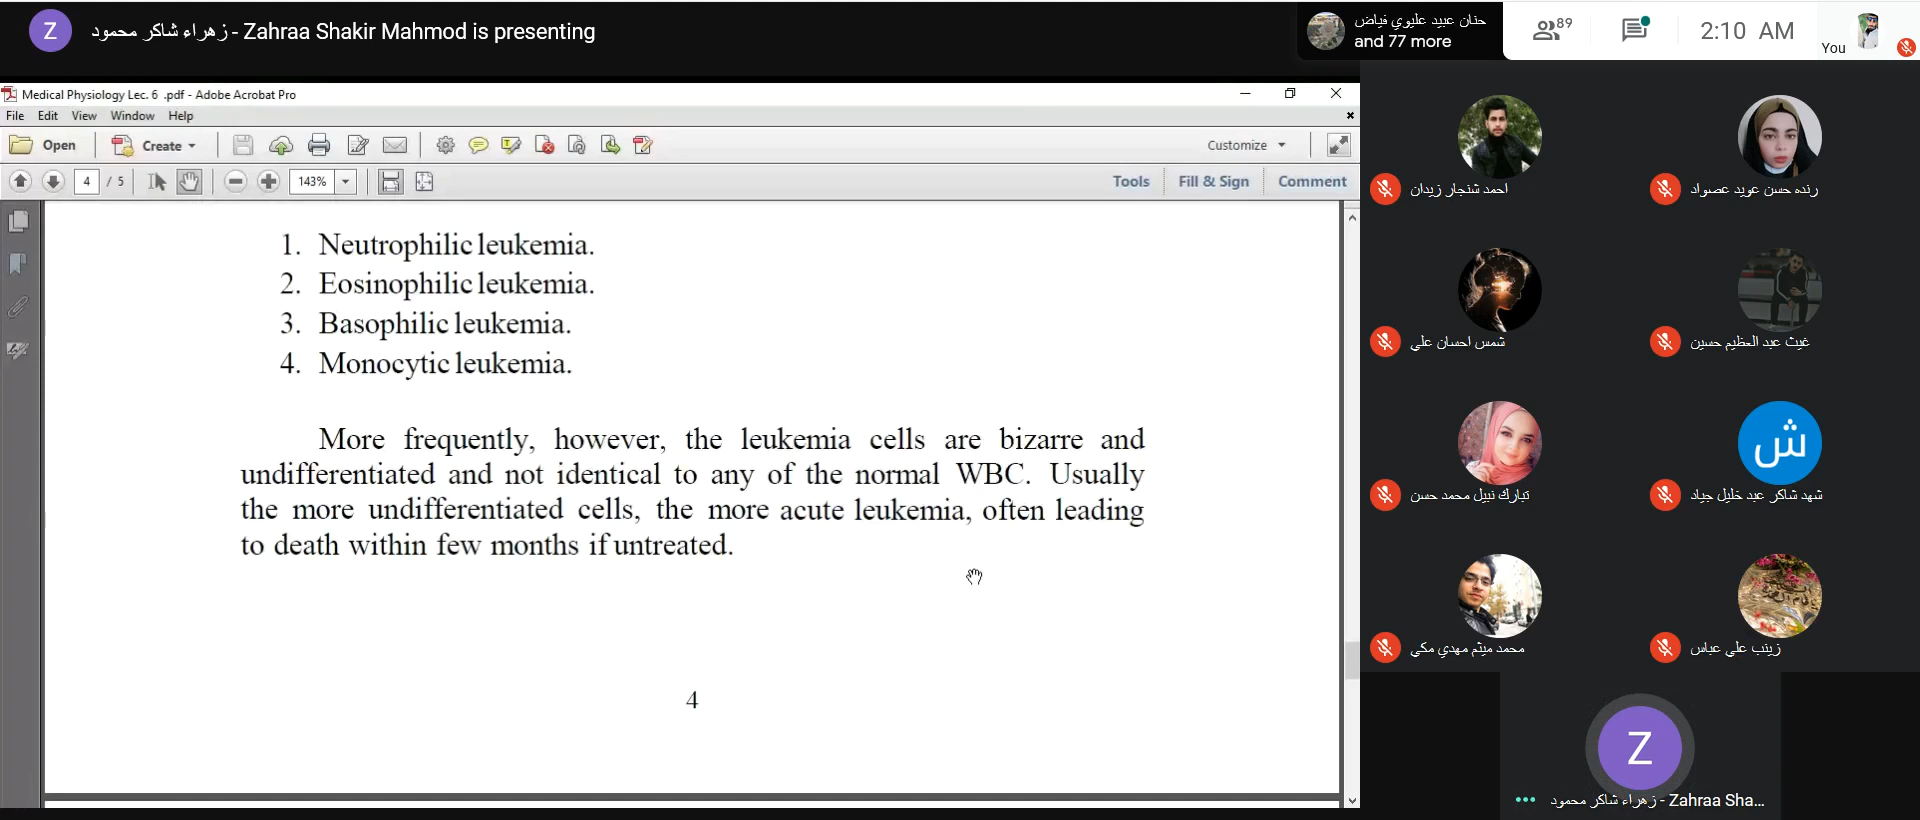 Z
زهراء شاكر محمود - Zahraa Shakir Mahmod is presenting
حنان عبيد عليوي فياض
and 77 more
89
2:10 AM
You
Medical Physiology Lec. 6 .pdf - Adobe Acrobat Pro
File Edit View Window Help
Open
Create
Customize
4 / 5
143%
Tools
Fill & Sign
Comment
1. Neutrophilic leukemia.
2. Eosinophilic leukemia.
3. Basophilic leukemia.
4. Monocytic leukemia.
More frequently, however, the leukemia cells are bizarre and
undifferentiated and not identical to any of the normal WBC. Usually
the more undifferentiated cells, the more acute leukemia, often leading
to death within few months if untreated.
4
احمد شنجار زيدان
رنده حسن عويد عصواد
شمس احسان علي
غيث عبد العظيم حسين
تبارك نبيل محمد حسن
ش
شهد شاكر عبد خليل جياد
محمد ميثم مهدي مكي
زينب علي عباس
Z
زهراء شاكر محمود - Zahraa Sha...